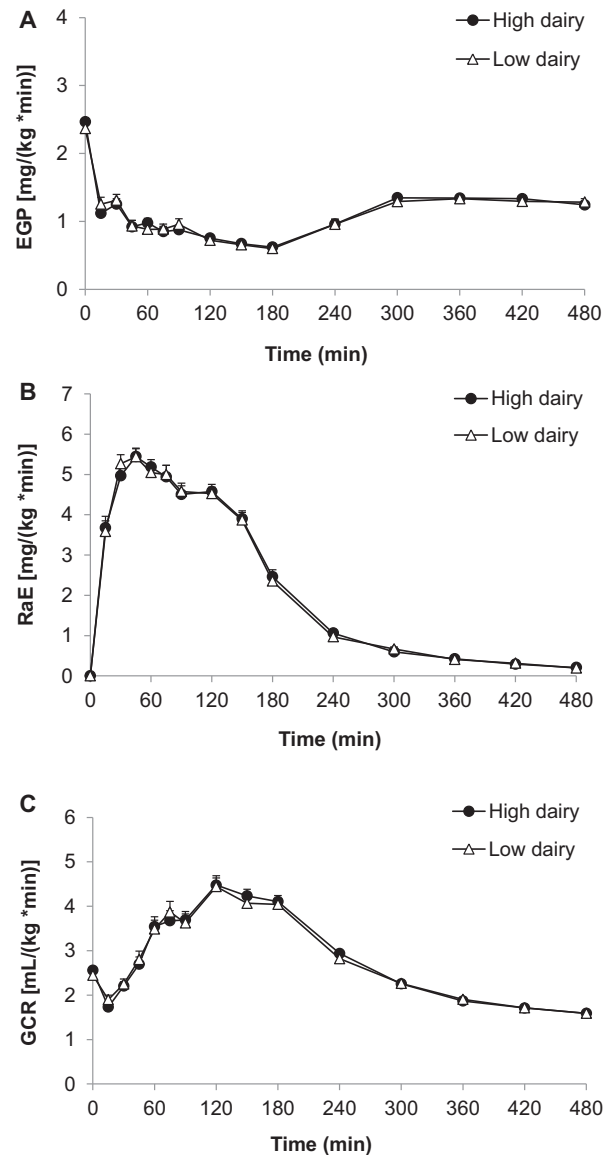 A
4
High dairy
Low dairy
3
2
1
0
EGP [mg/(kg *min)]
0 60 120 180 240 300 360 420 480
Time (min)
B
7
High dairy
6
Low dairy
5
4
3
2
1
0
RaE [mg/(kg *min)]
0 60 120 180 240 300 360 420 480
Time (min)
C
6
High dairy
5
Low dairy
4
3
2
1
0
GCR [mL/(kg *min)]
0 60 120 180 240 300 360 420 480
Time (min)